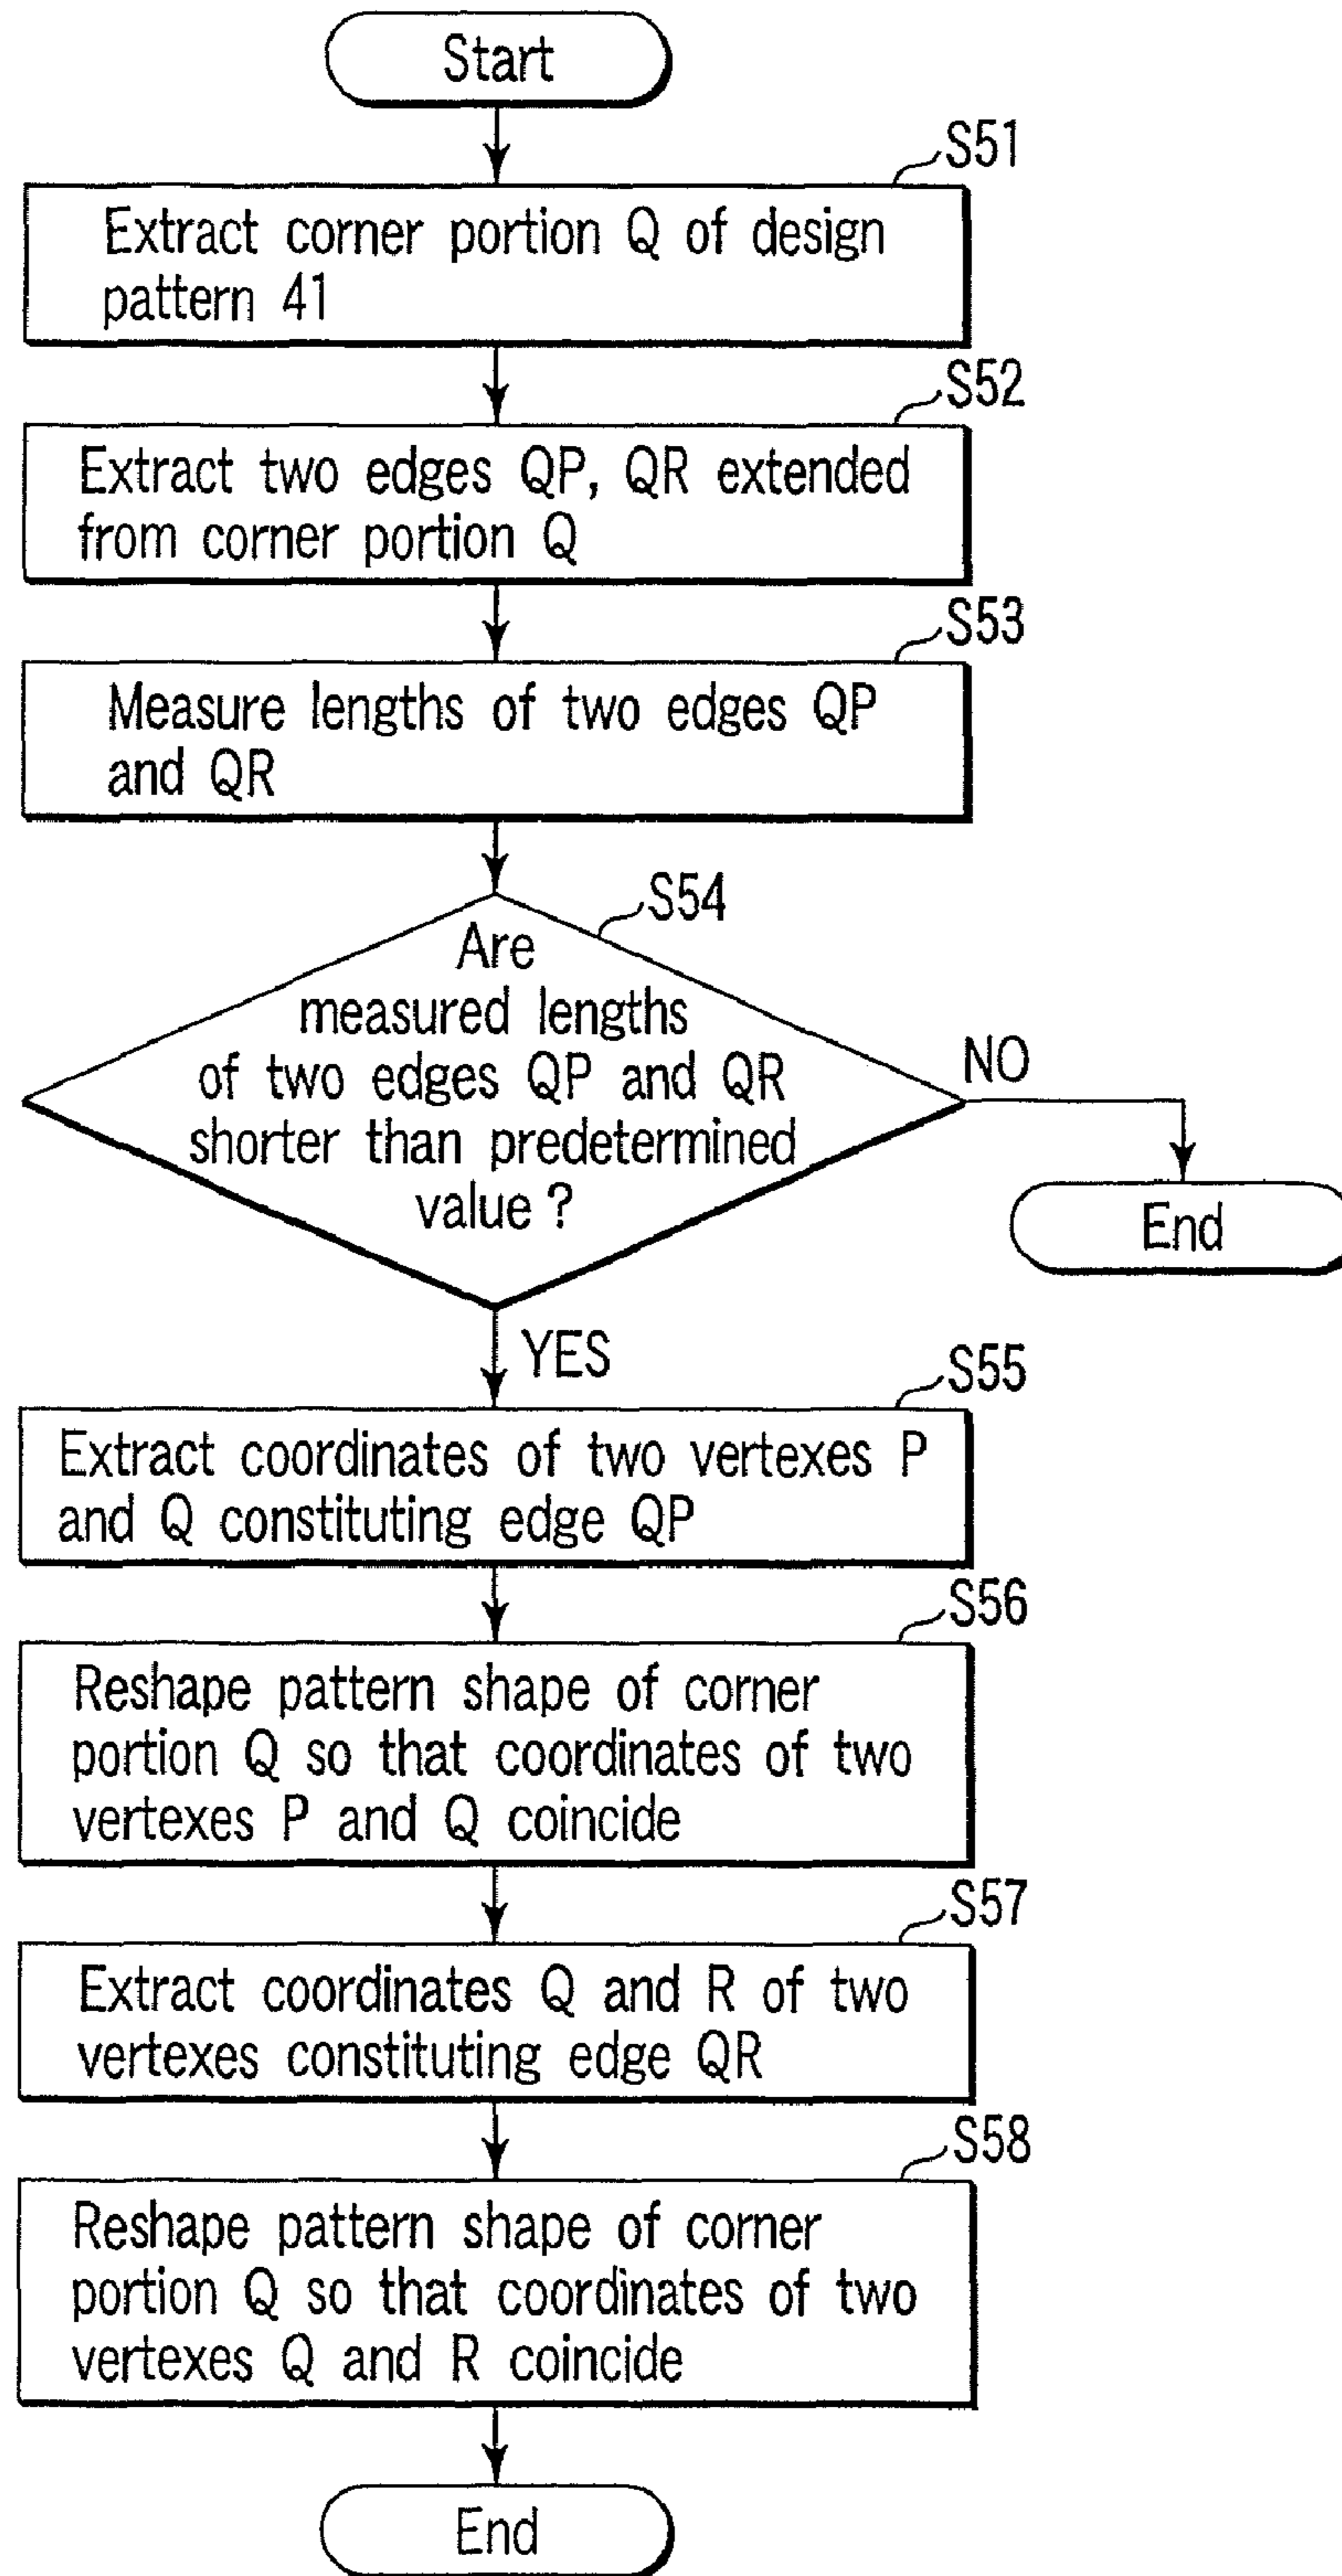 Start
S51
Extract corner portion Q of design
pattern 41
S52
Extract two edges QP, QR extended
from corner portion Q
S53
Measure lengths of two edges QP
and QR
S54
Are
measured lengths
of two edges QP and QR
shorter than predetermined
value ?
NO
End
YES
S55
Extract coordinates of two vertexes P
and Q constituting edge QP
S56
Reshape pattern shape of corner
portion Q so that coordinates of two
vertexes P and Q coincide
S57
Extract coordinates Q and R of two
vertexes constituting edge QR
S58
Reshape pattern shape of corner
portion Q so that coordinates of two
vertexes Q and R coincide
End